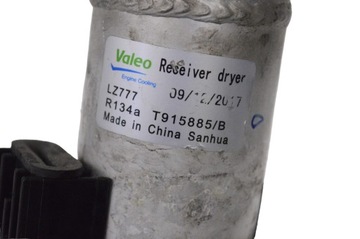 Valeo Reseiver dryer
Engine Cooling
LZ777 09/12/2017
R134a T915885/B
Made in China Sanhua